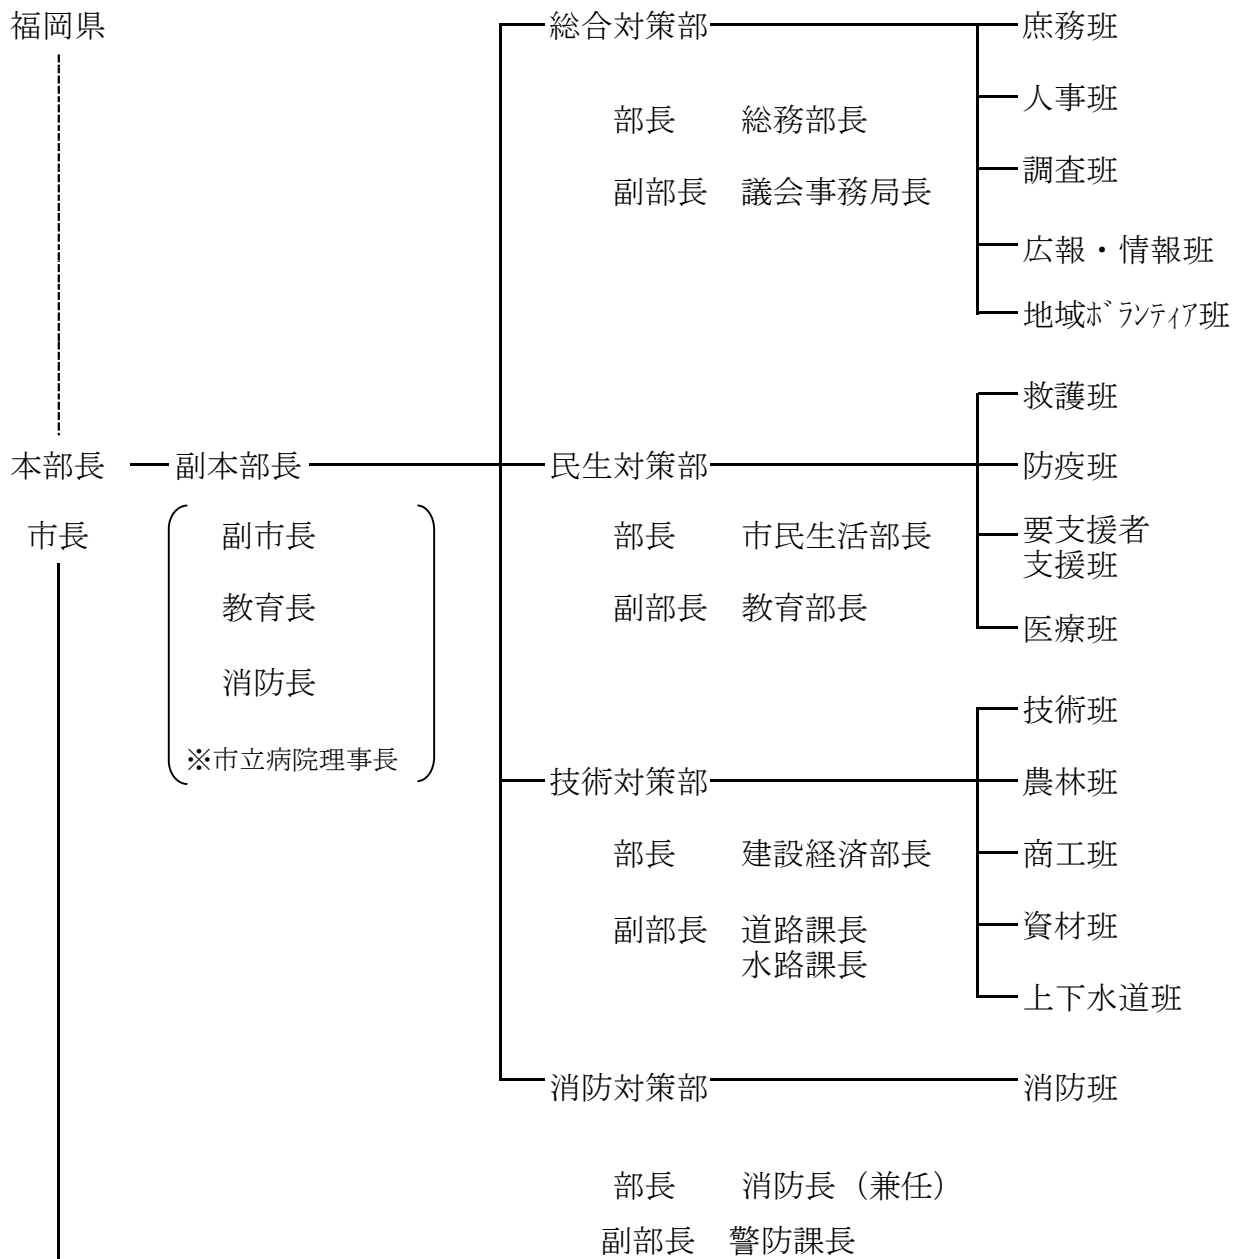 福岡県
総合対策部
庶務班
人事班
部長 総務部長
調査班
副部長 議会事務局長
広報・情報班
地域ボランティア班
救護班
本部長
副本部長
民生対策部
防疫班
市長
副市長
部長 市民生活部長
要支援者
支援班
教育長
副部長 教育部長
医療班
消防長
技術班
※市立病院理事長
技術対策部
農林班
部長 建設経済部長
商工班
副部長 道路課長
水路課長
資材班
上下水道班
消防対策部
消防班
部長 消防長（兼任）
副部長 警防課長